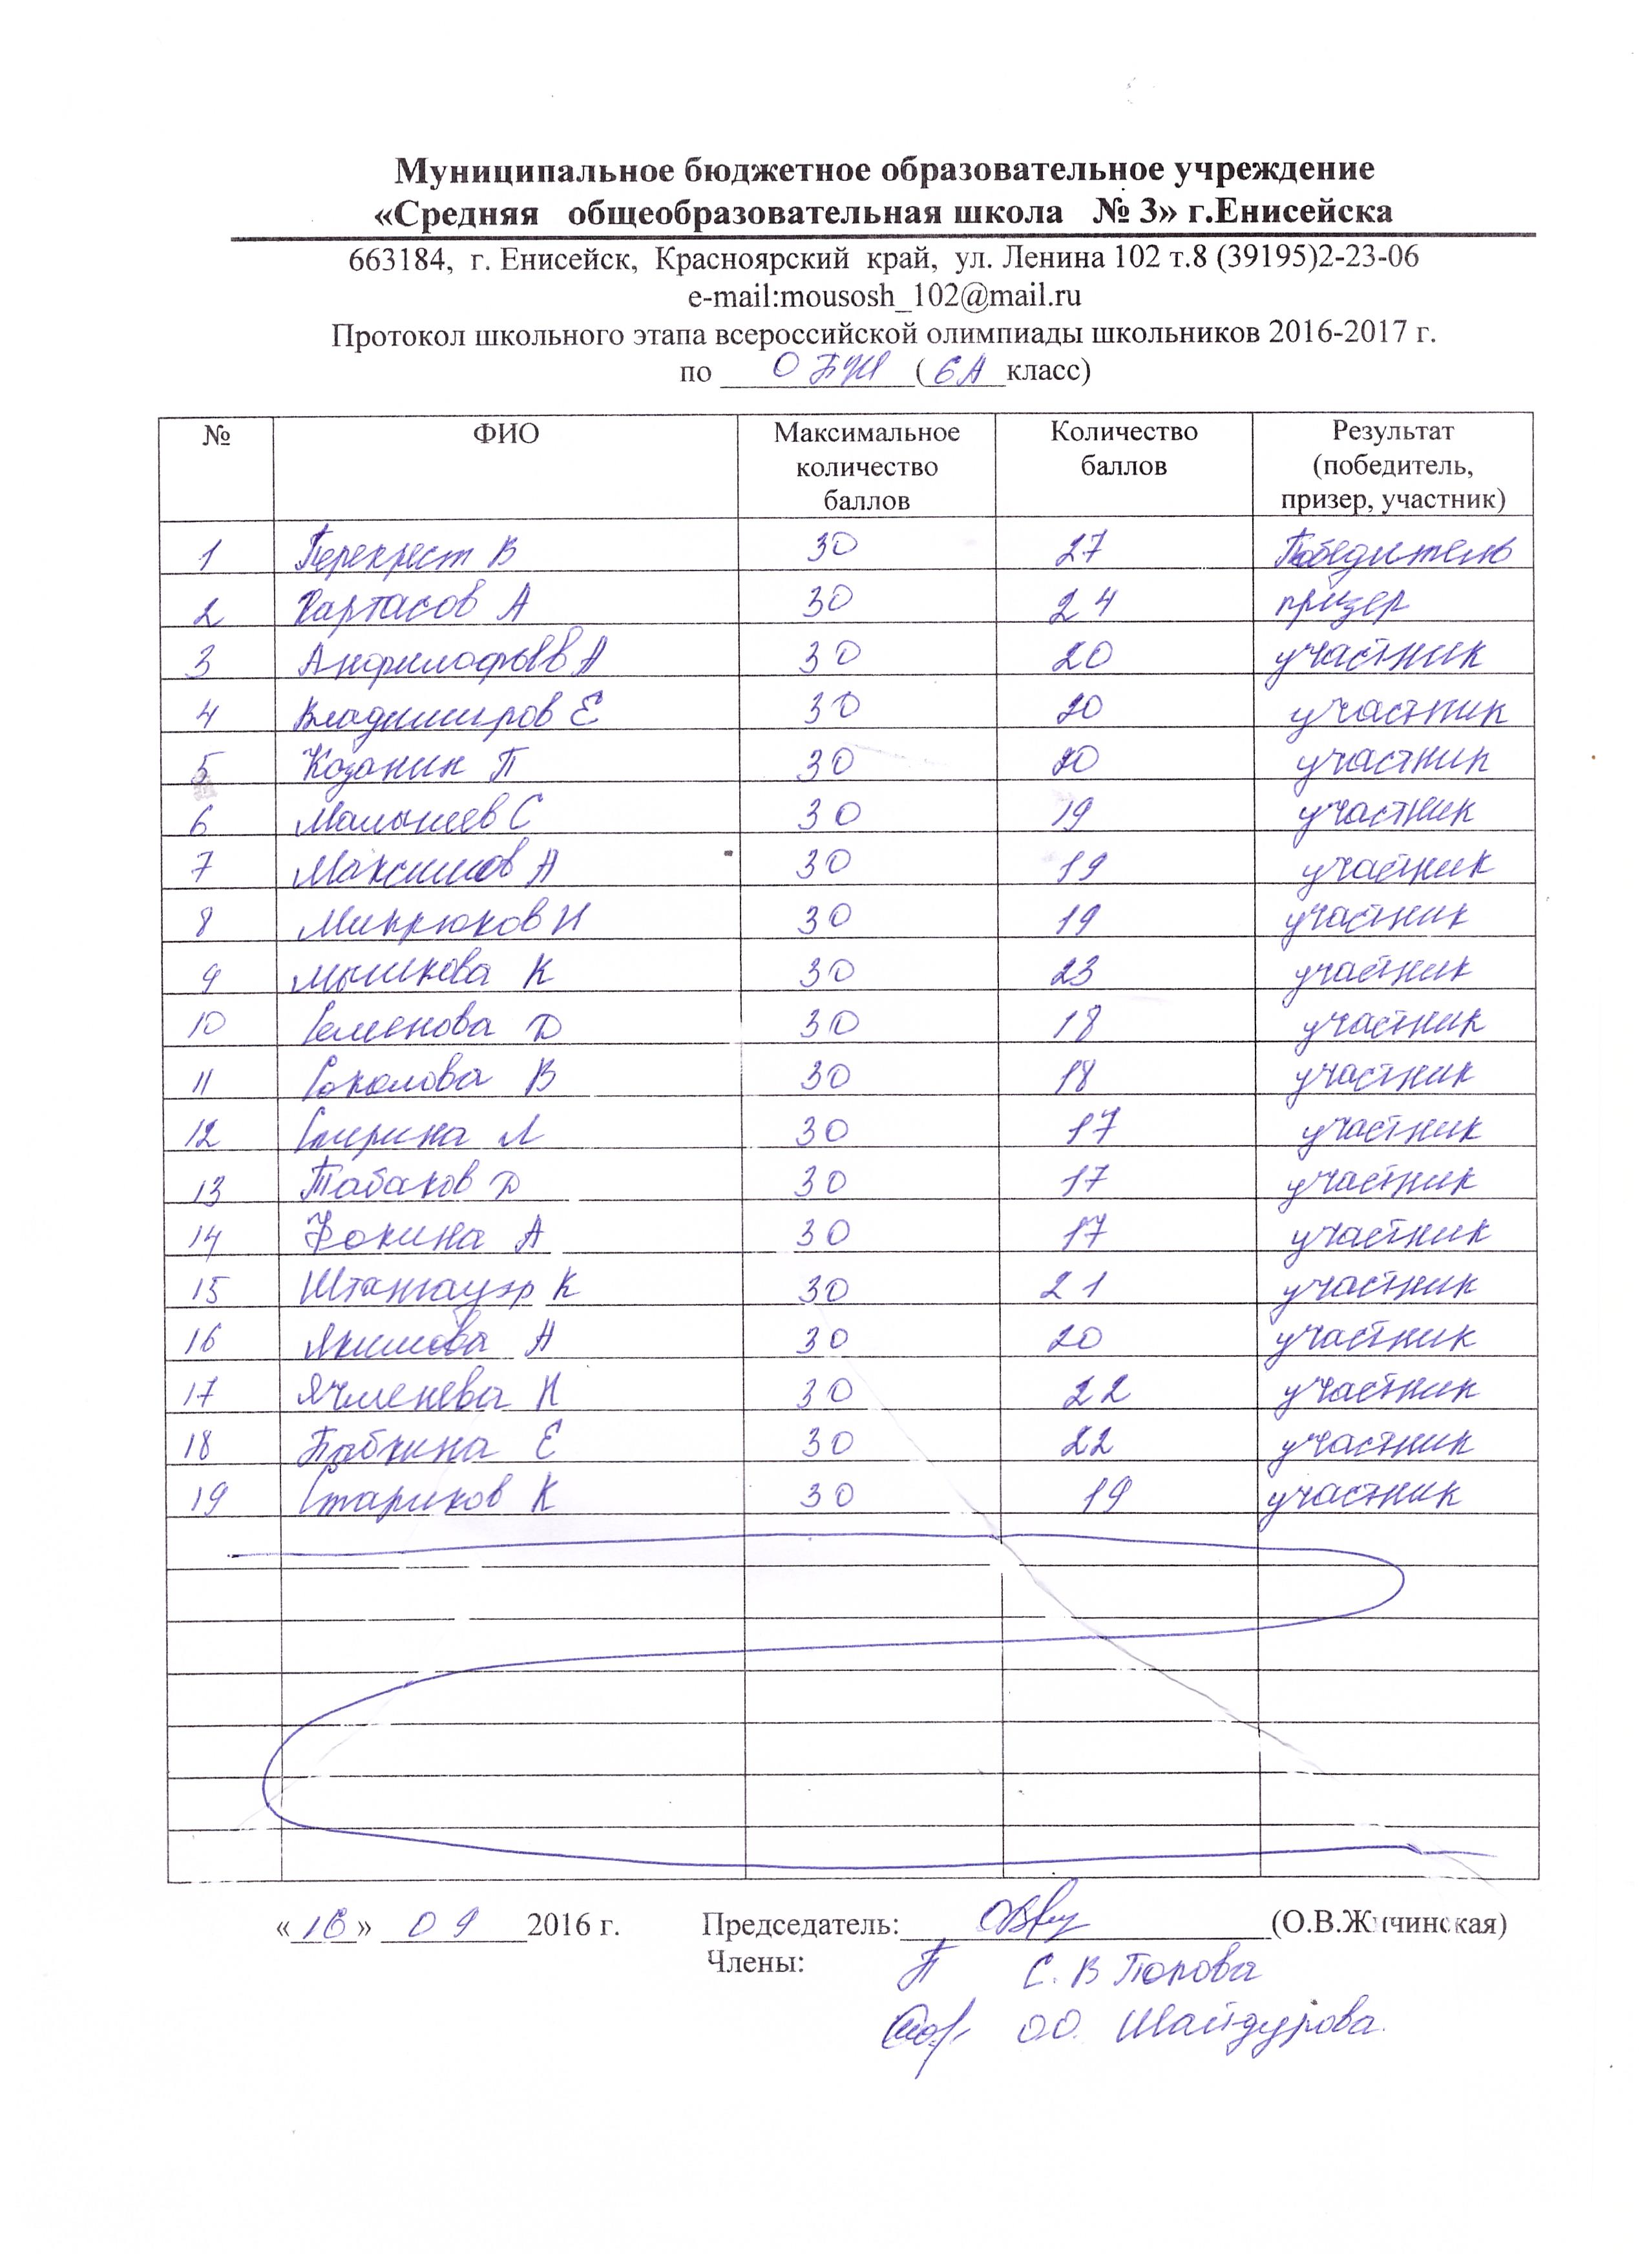 Муниципальное бюджетное образовательное учреждение
«Средняя общеобразовательная школа № 3» г.Енисейска
663184, г. Енисейск, Красноярский край, ул. Ленина 102 т.8 (39195)2-23-06
e-mail:mousosh_102@mail.ru
Протокол школьного этапа всероссийской олимпиады школьников 2016-2017 г.
по ОБЖ (6А класс)
№ ФИО Максимальное количество баллов Количество баллов Результат (победитель, призер, участник)
1 Перекрест В 30 27 Победитель
2 Картасов А 30 24 призер
3 А 30 20 участник
4 Владимиров Е 30 20 участник
5 Козонин П 30 20 участник
6 Малышев С 30 19 участник
7 Максимов А 30 19 участник
8 Микрюков И 30 19 участник
9 Мышкова К 30 23 участник
10 Семенова Д 30 18 участник
11 Соколова В 30 18 участник
12 Спирина Л 30 17 участник
13 Табаков Д 30 17 участник
14 Фокина А 30 17 участник
15 К 30 21 участник
16 Якимова А 30 20 участник
17 Ячменева Н 30 22 участник
18 Бабкина Е 30 22 участник
19 Стариков К 30 19 участник
«16» 09 2016 г. Председатель: (О.В.Жичинская)
Члены: С.В Попова
О.О. Шайдурова.